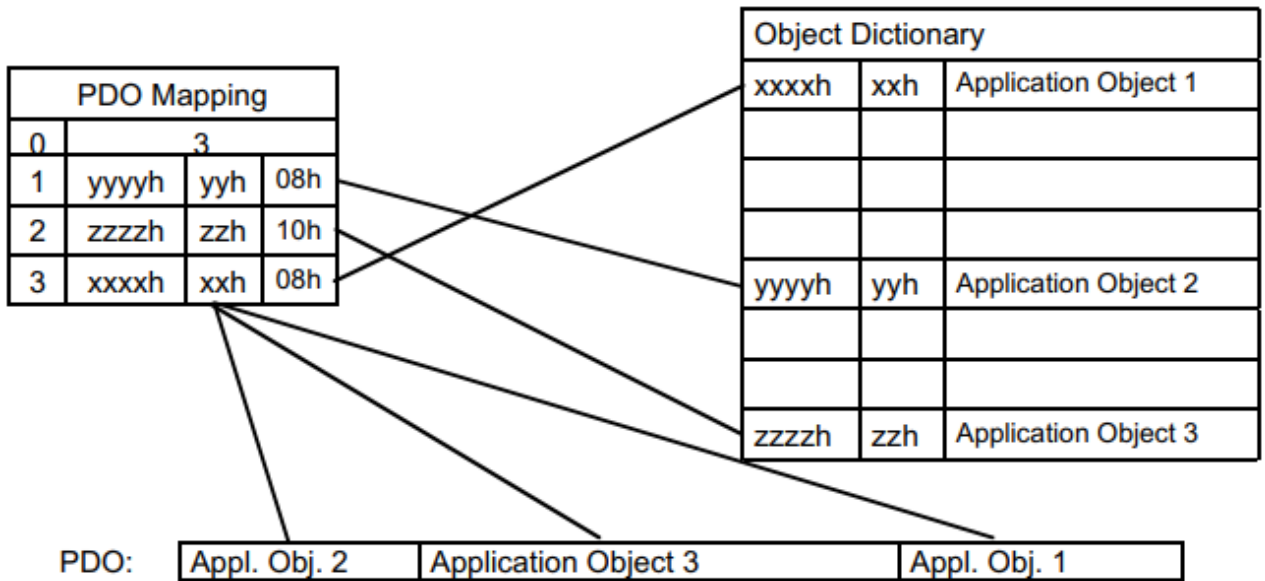 Object Dictionary
xxxxh xxh Application Object 1
PDO Mapping
0 3
1 yyyyh yyh 08h
2 zzzzh zzh 10h
3 xxxxh xxh 08h
yyyyh yyh Application Object 2
zzzzh zzh Application Object 3
PDO: Appl. Obj. 2 Application Object 3 Appl. Obj. 1